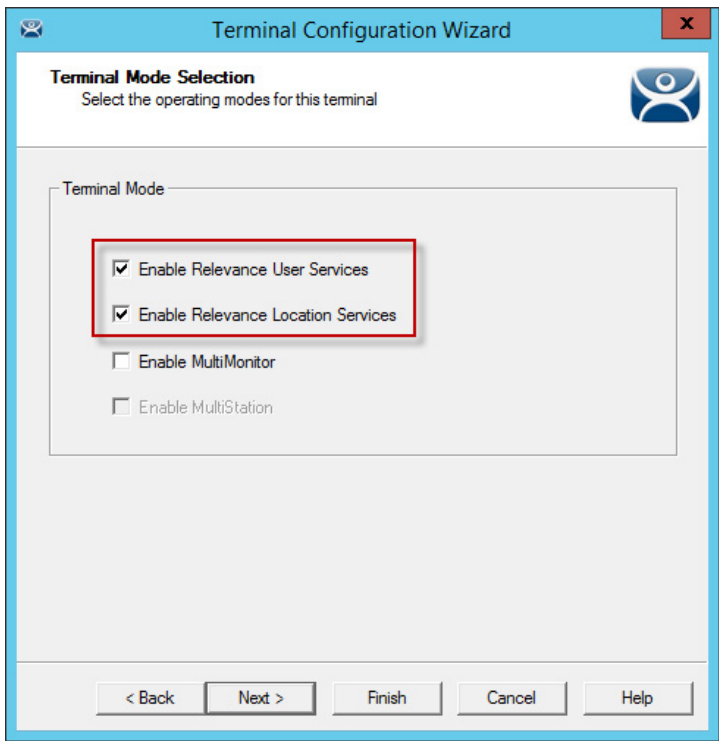 Terminal Configuration Wizard
x
Terminal Mode Selection
Select the operating modes for this terminal
Terminal Mode
Enable Relevance User Services
Enable Relevance Location Services
Enable MultiMonitor
Enable MultiStation
< Back Next > Finish Cancel Help